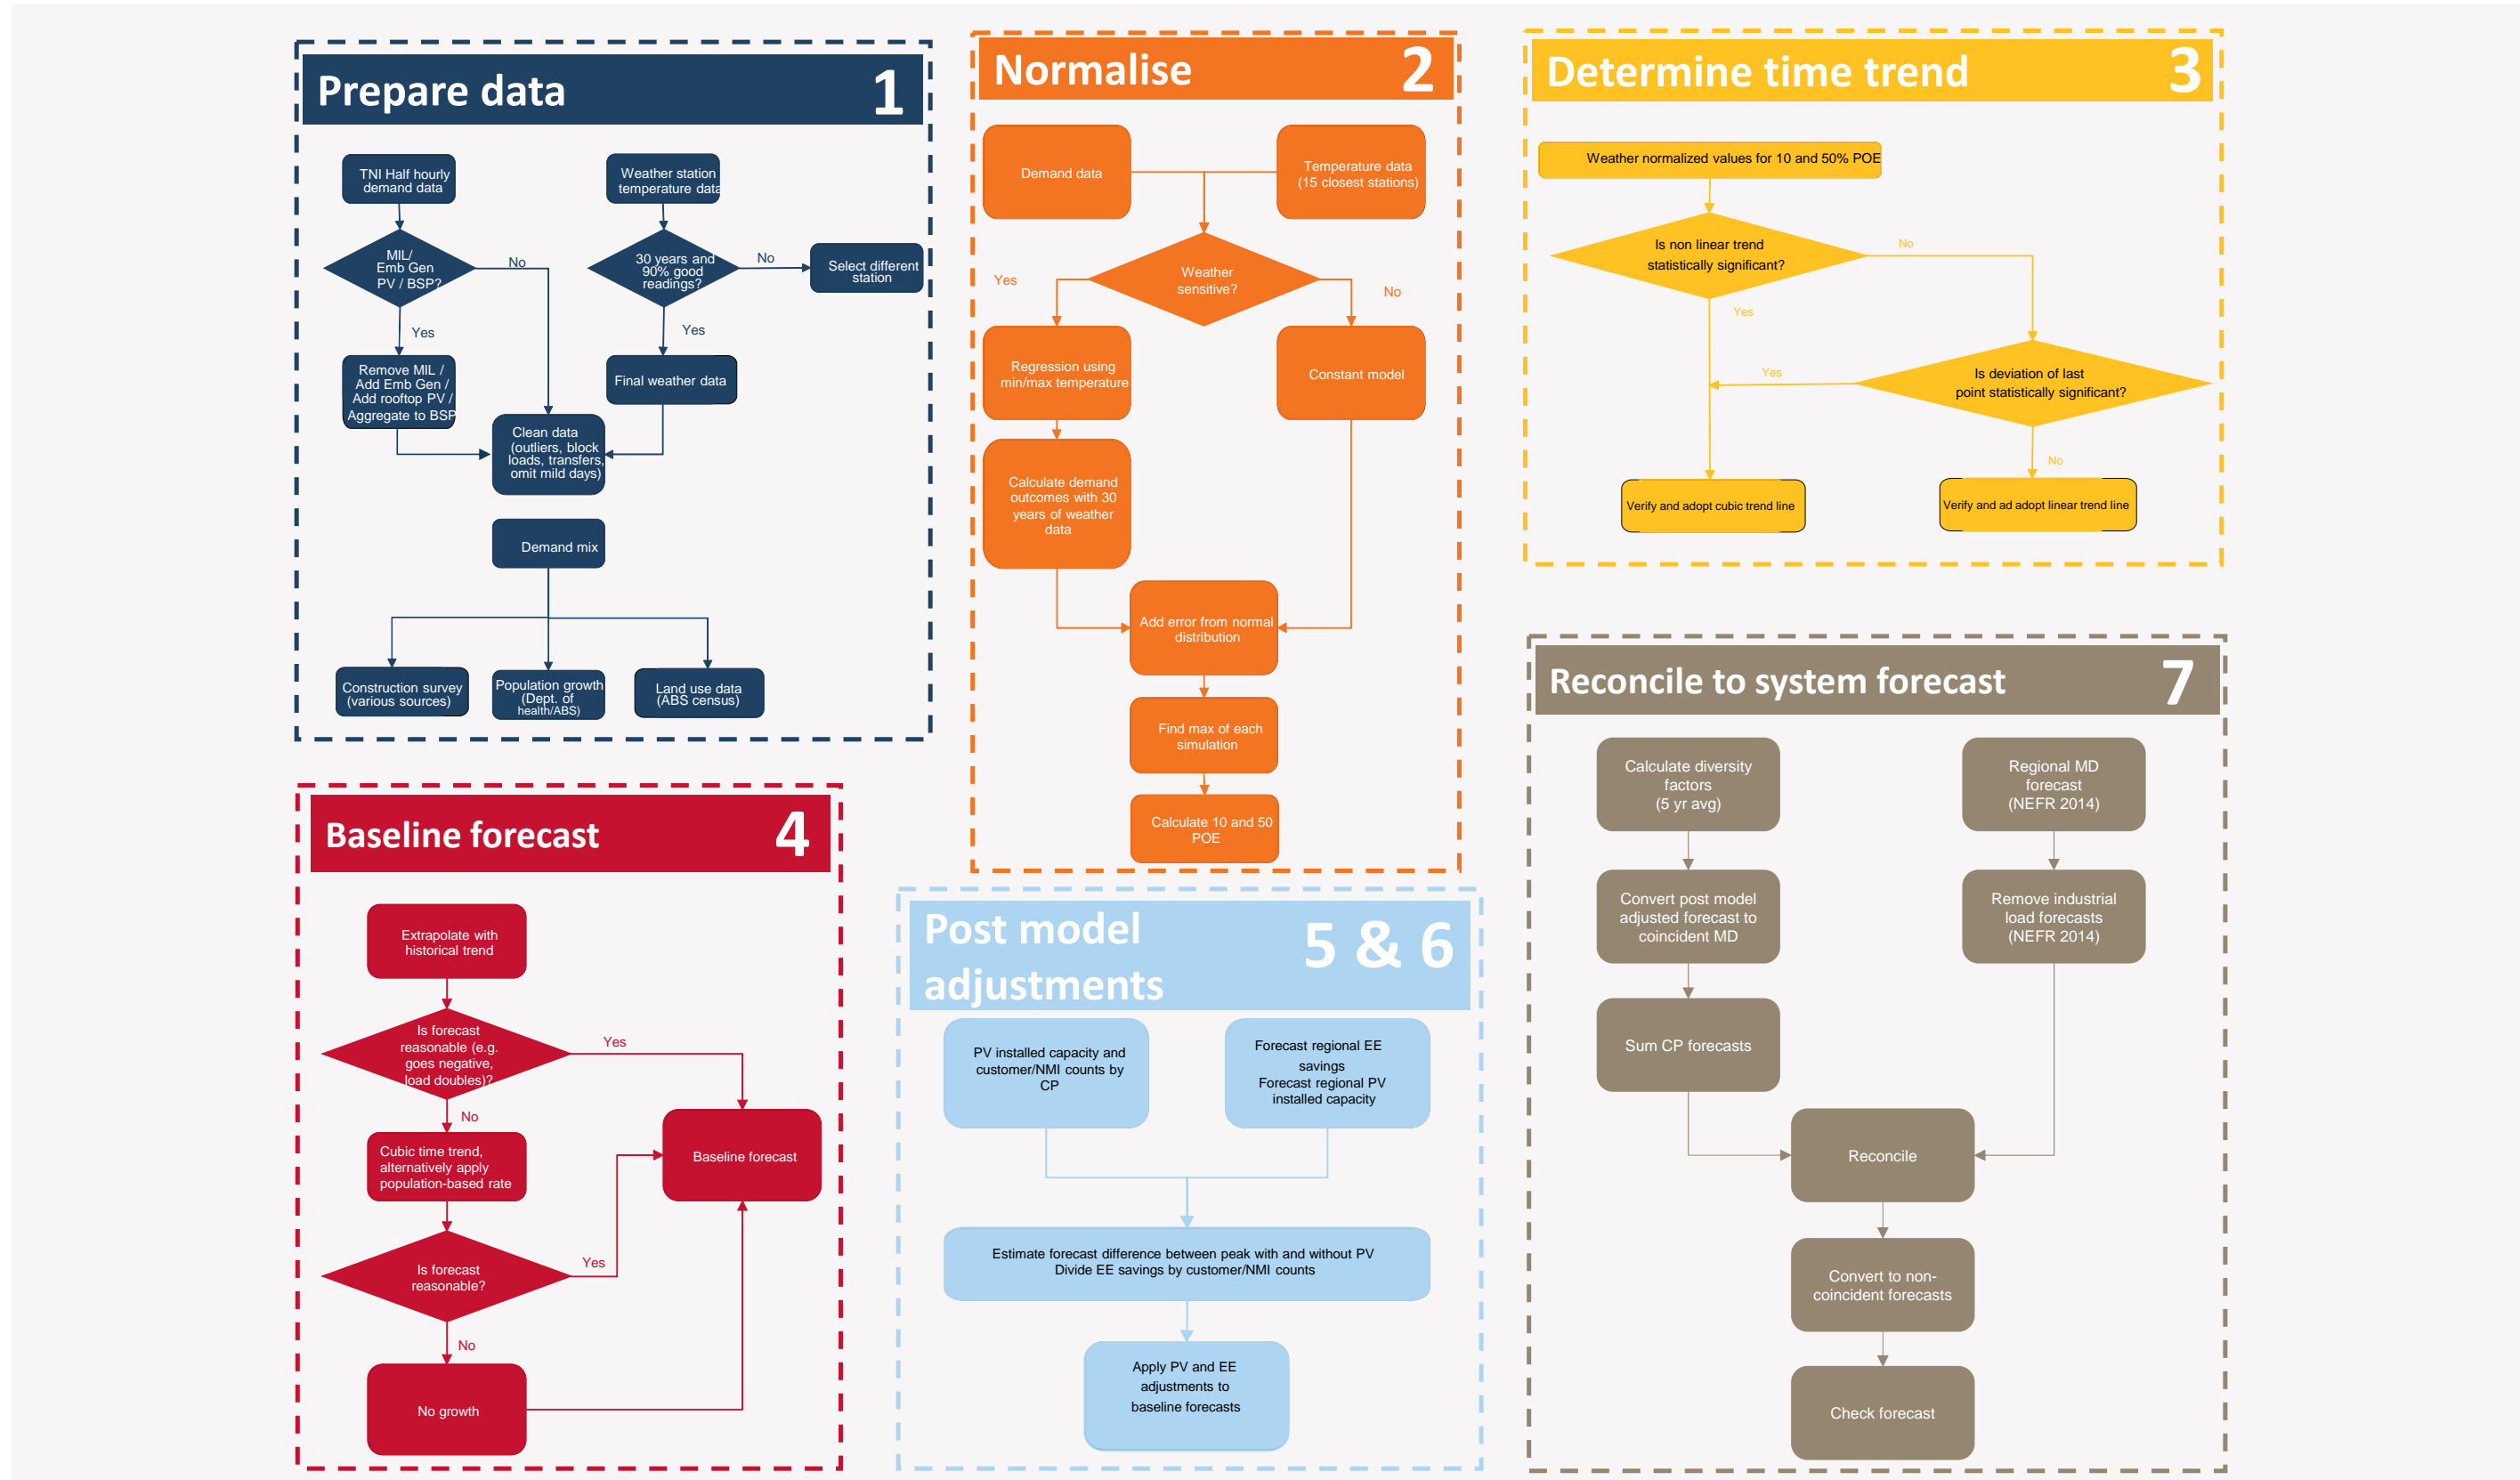 Prepare data
1
TNI Half hourly
demand data
Weather station
temperature data
MIL/
Emb Gen
PV / BSP?
No
30 years and
90% good
readings?
No
Select different
station
Yes
Yes
Remove MIL /
Add Emb Gen /
Add rooftop PV /
Aggregate to BSP
Final weather data
Clean data
(outliers, block
loads, transfers,
omit mild days)
Demand mix
Construction survey
(various sources)
Population growth
(Dept. of
health/ABS)
Land use data
(ABS census)
Normalise
2
Demand data
Temperature data
(15 closest stations)
Weather
sensitive?
Yes
No
Regression using
min/max temperature
Constant model
Calculate demand
outcomes with 30
years of weather
data
Add error from normal
distribution
Find max of each
simulation
Calculate 10 and 50
POE
Determine time trend
3
Weather normalized values for 10 and 50% POE
Is non linear trend
statistically significant?
No
Yes
Is deviation of last
point statistically significant?
Yes
No
Verify and adopt cubic trend line
Verify and ad adopt linear trend line
Baseline forecast
4
Extrapolate with
historical trend
Is forecast
reasonable (e.g.
goes negative,
load doubles)?
Yes
No
Cubic time trend,
alternatively apply
population-based rate
Baseline forecast
Is forecast
reasonable?
Yes
No
No growth
Post model
adjustments
5 & 6
PV installed capacity and
customer/NMI counts by
CP
Forecast regional EE
savings
Forecast regional PV
installed capacity
Estimate forecast difference between peak with and without PV
Divide EE savings by customer/NMI counts
Apply PV and EE
adjustments to
baseline forecasts
Reconcile to system forecast
7
Calculate diversity
factors
(5 yr avg)
Regional MD
forecast
(NEFR 2014)
Convert post model
adjusted forecast to
coincident MD
Remove industrial
load forecasts
(NEFR 2014)
Sum CP forecasts
Reconcile
Convert to non-
coincident forecasts
Check forecast